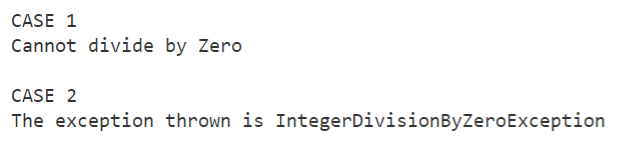 CASE 1
Cannot divide by Zero
CASE 2
The exception thrown is IntegerDivisionByZeroException